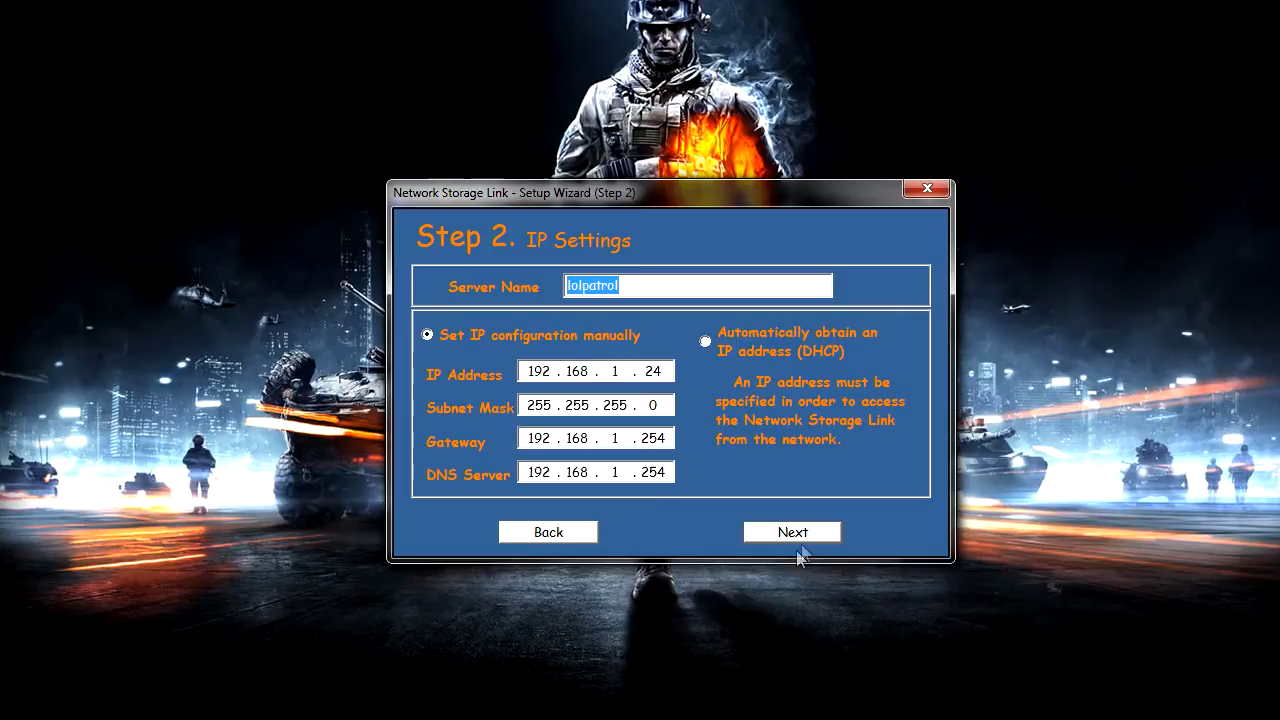 Network Storage Link - Setup Wizard (Step 2)
Step 2. IP Settings
Server Name lolpatrol
Set IP configuration manually
IP Address 192 . 168 . 1 . 24
Subnet Mask 255 . 255 . 255 . 0
Gateway 192 . 168 . 1 . 254
DNS Server 192 . 168 . 1 . 254
Automatically obtain an
IP address (DHCP)
An IP address must be
specified in order to access
the Network Storage Link
from the network.
Back
Next